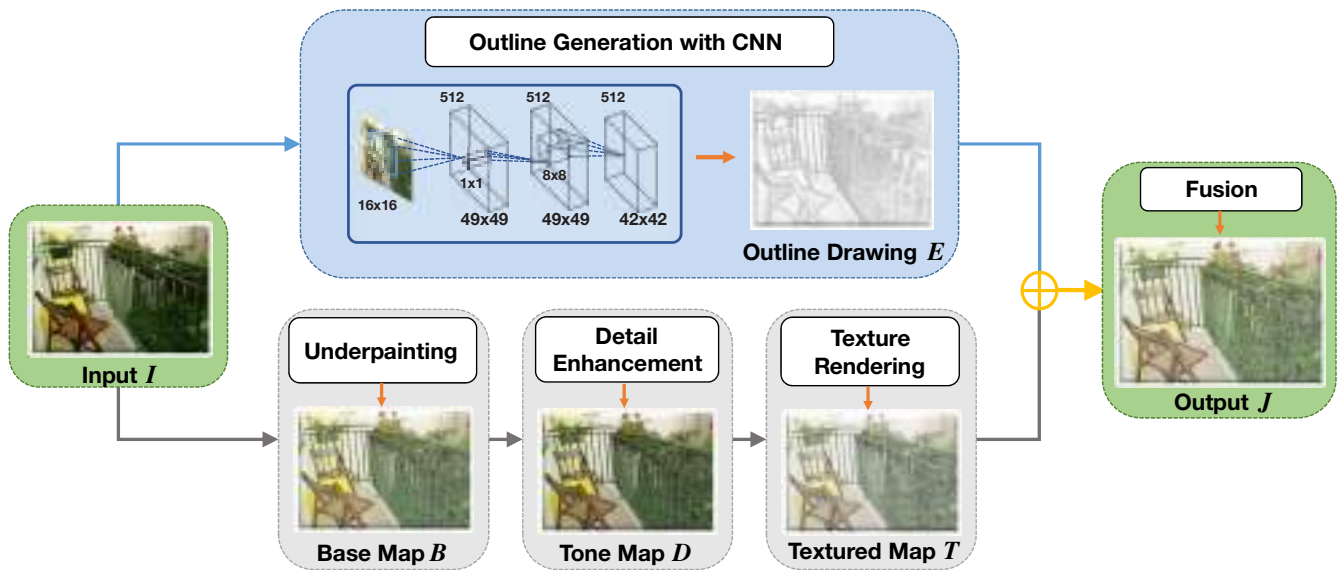 Outline Generation with CNN
512
512
512
1x1
8x8
16x16
49x49
49x49
42x42
Outline Drawing E
Input I
Fusion
Output J
Underpainting
Detail
Enhancement
Texture
Rendering
Base Map B
Tone Map D
Textured Map T